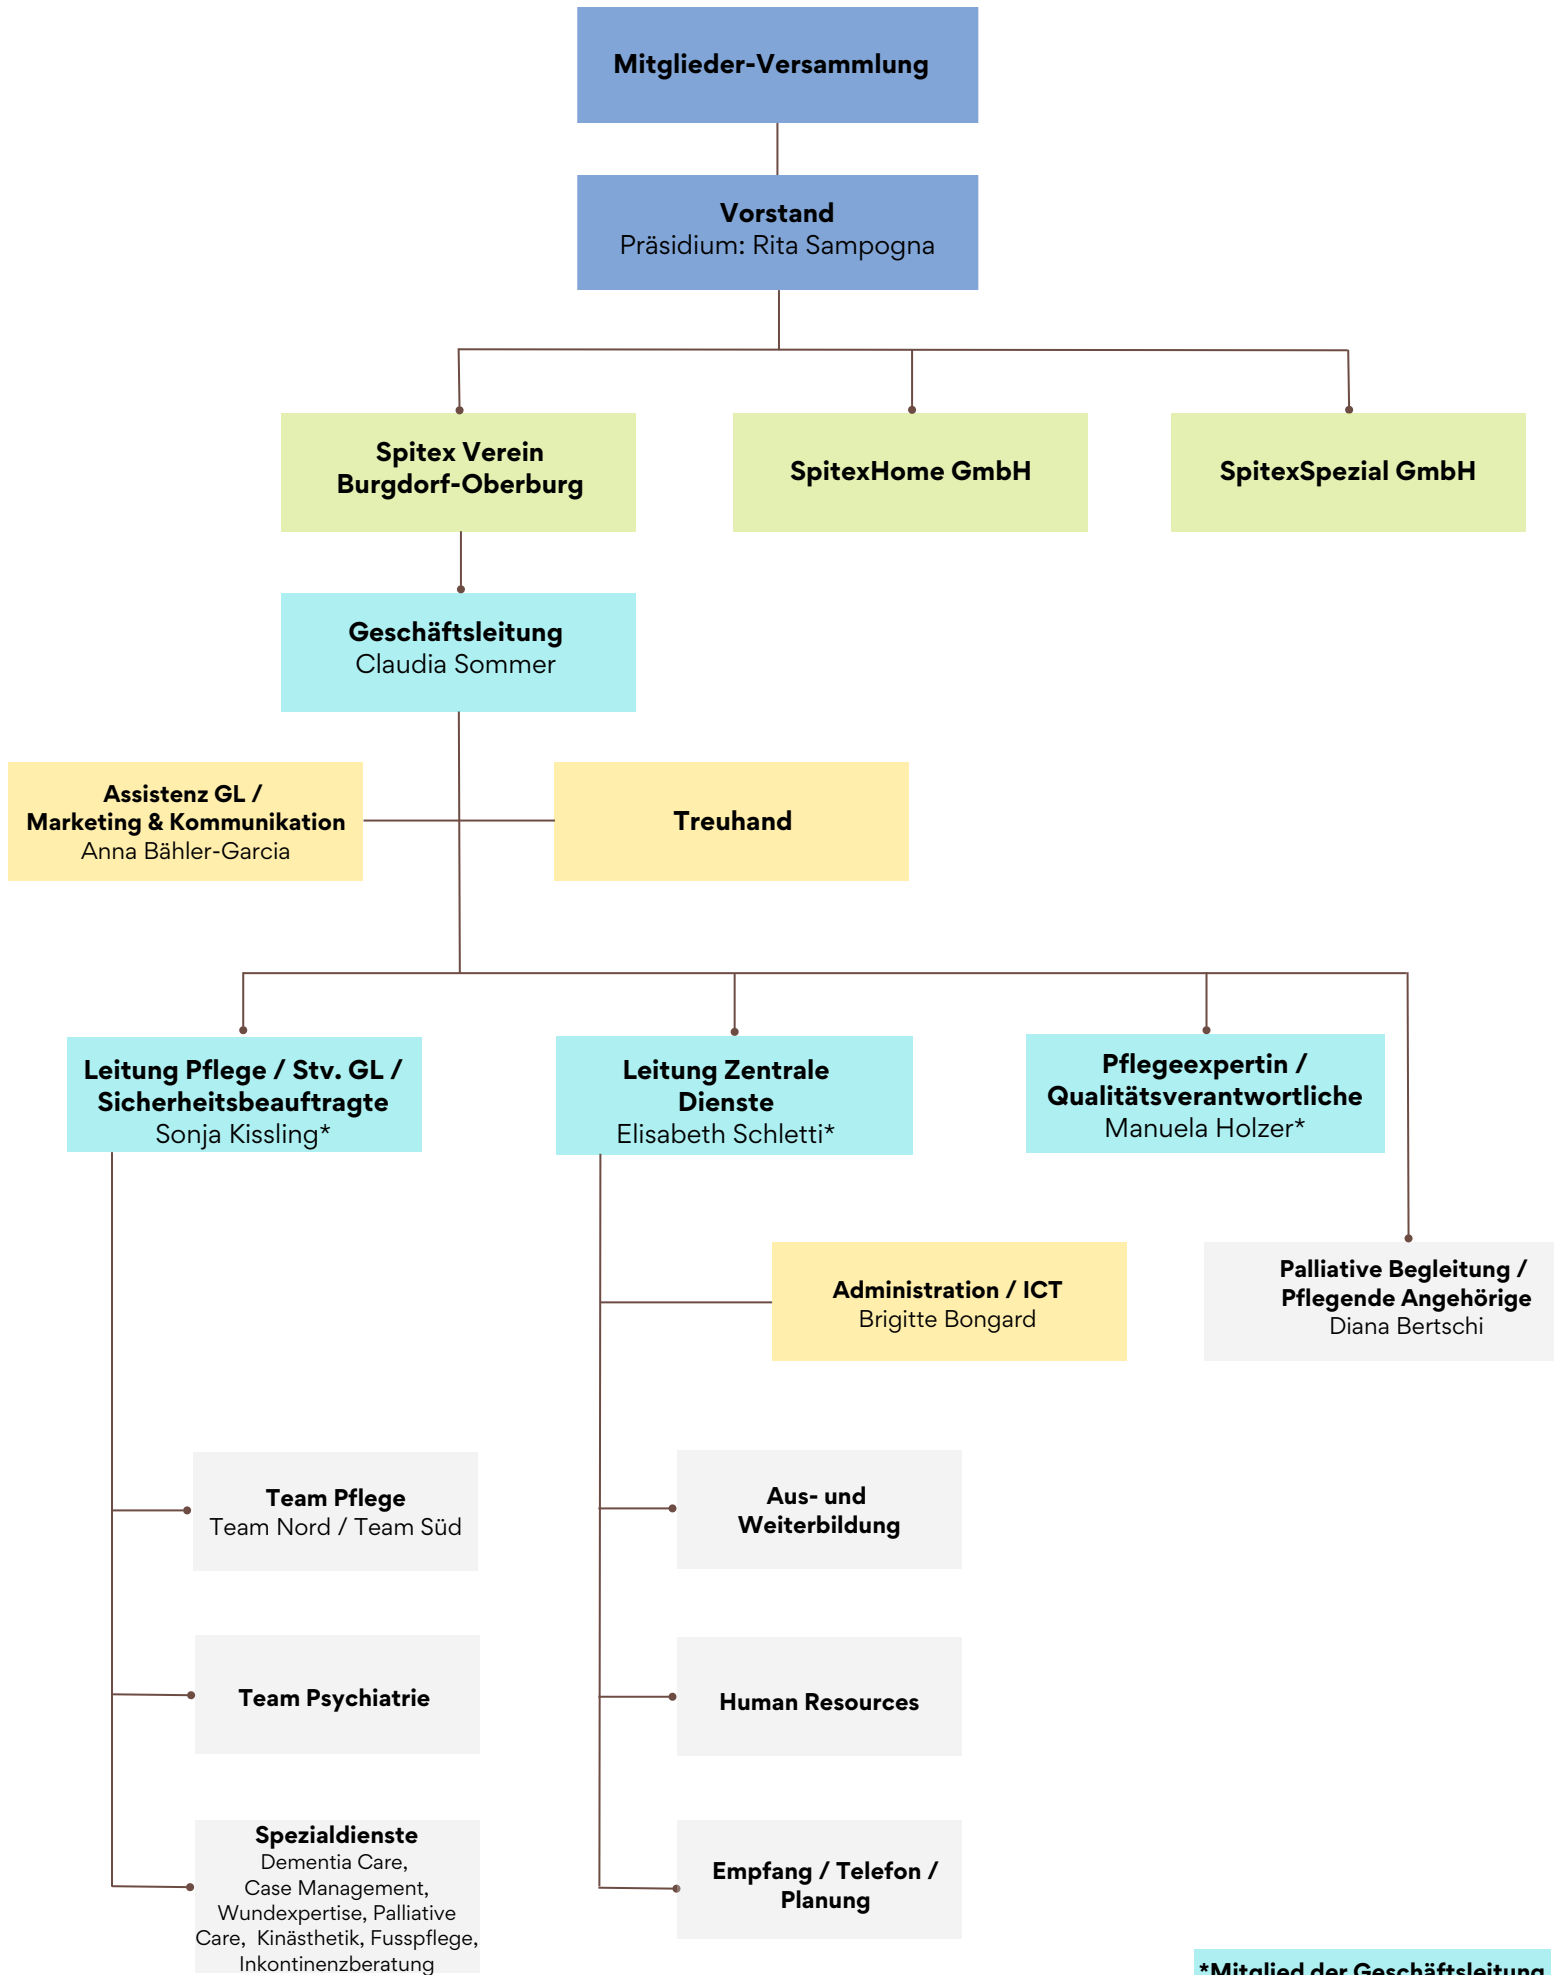 Mitglieder-Versammlung
Vorstand
Präsidium: Rita Sampogna
Spitex Verein
Burgdorf-Oberburg
SpitexHome GmbH
SpitexSpezial GmbH
Geschäftsleitung
Claudia Sommer
Assistenz GL /
Marketing & Kommunikation
Anna Bähler-Garcia
Treuhand
Leitung Pflege / Stv. GL /
Sicherheitsbeauftragte
Sonja Kissling*
Leitung Zentrale
Dienste
Elisabeth Schletti*
Pflegeexpertin /
Qualitätsverantwortliche
Manuela Holzer*
Administration / ICT
Brigitte Bongard
Palliative Begleitung /
Pflegende Angehörige
Diana Bertschi
Team Pflege
Team Nord / Team Süd
Aus- und
Weiterbildung
Team Psychiatrie
Human Resources
Spezialdienste
Dementia Care,
Case Management,
Wundexpertise, Palliative
Care, Kinästhetik, Fusspflege,
Inkontinenzberatung
Empfang / Telefon /
Planung
*Mitglied der Geschäftsleitung